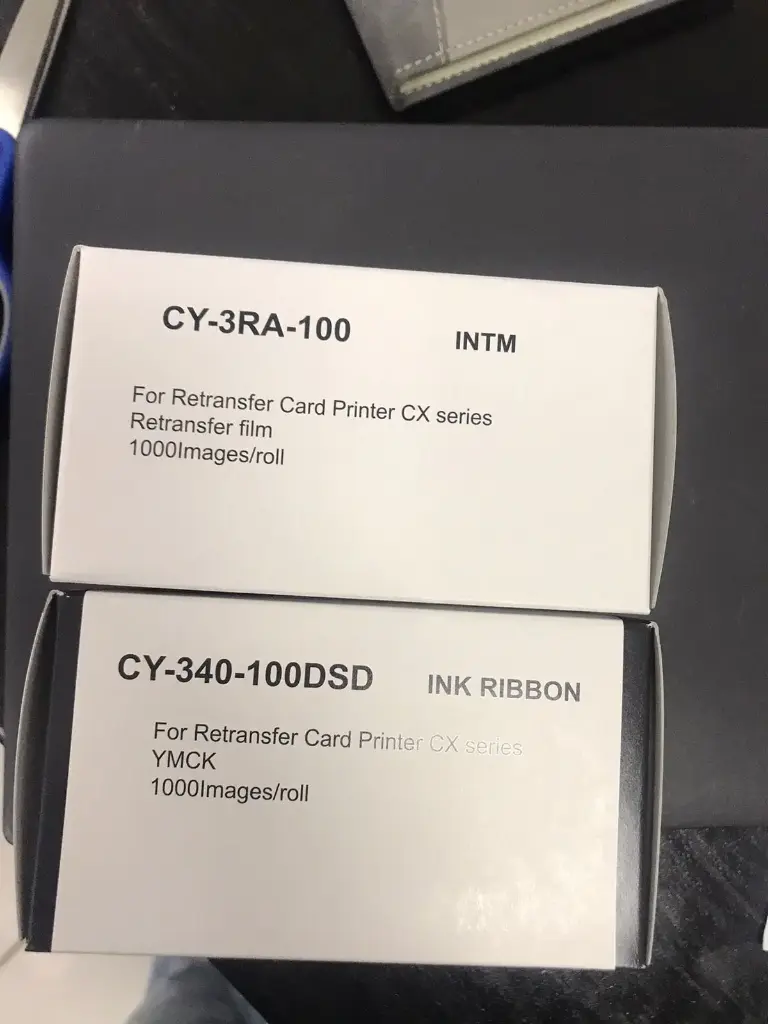 CY-3RA-100 INTM
For Retransfer Card Printer CX series
Retransfer film
1000Images/roll
CY-340-100DSD INK RIBBON
For Retransfer Card Printer CX series
YMCK
1000Images/roll